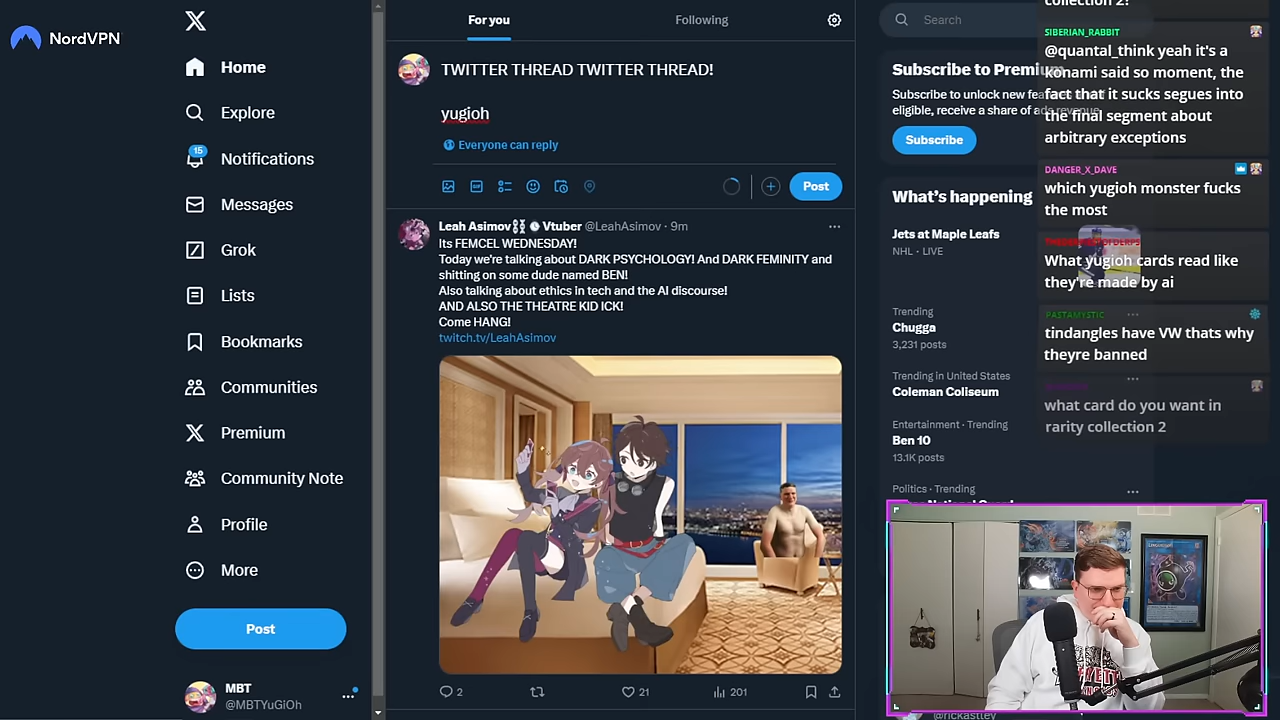 NordVPN
Home
Explore
15
Notifications
Messages
Grok
Lists
Bookmarks
Communities
Premium
Community Note
Profile
More
Post
MBT
@MBTYuGiOh
For you
Following
TWITTER THREAD TWITTER THREAD!
yugioh
Everyone can reply
Post
Leah Asimov Vtuber @LeahAsimov · 9m
Its FEMCEL WEDNESDAY!
Today we're talking about DARK PSYCHOLOGY! And DARK FEMINITY and
shitting on some dude named BEN!
Also talking about ethics in tech and the AI discourse!
AND ALSO THE THEATRE KID ICK!
Come HANG!
twitch.tv/LeahAsimov
2
21
201
Search
Subscribe to Premium
Subscribe to unlock new
eligible, receive a share of ads revenue.
Subscribe
What's happening
Jets at Maple Leafs
NHL · LIVE
Trending
Chugga
3,231 posts
Trending in United States
Coleman Coliseum
Entertainment · Trending
Ben 10
13.1K posts
Politics · Trending
@rickastley
collection 2?
SIBERIAN_RABBIT
@quantal_think yeah it's a
konami said so moment, the
fact that it sucks segues into
the final segment about
arbitrary exceptions
DANGER_X_DAVE
which yugioh monster fucks
the most
What yugioh cards read like
they're made by ai
PASTAMYSTIC
tindangles have VW thats why
theyre banned
what card do you want in
rarity collection 2